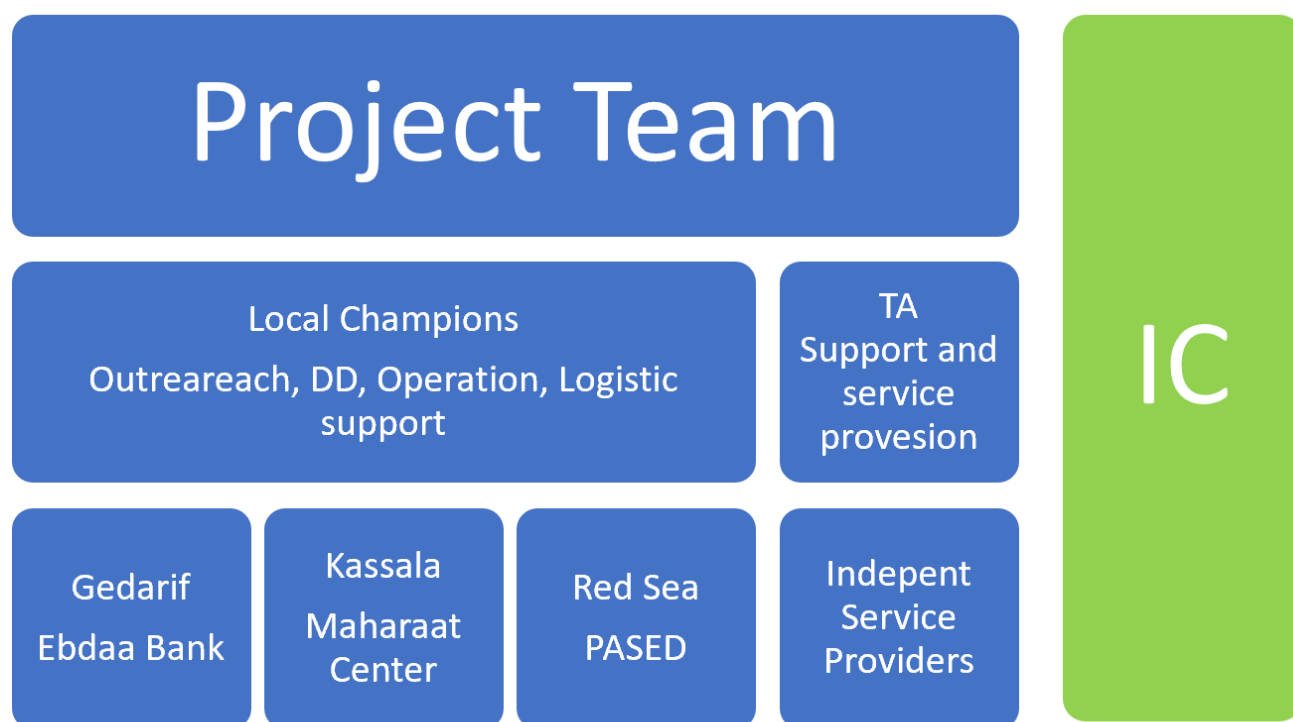 Project Team
IC
Local Champions
Outreareach, DD, Operation, Logistic
support
TA
Support and
service
provesion
Gedarif
Ebdaa Bank
Kassala
Maharaat
Center
Red Sea
PASED
Indepent
Service
Providers